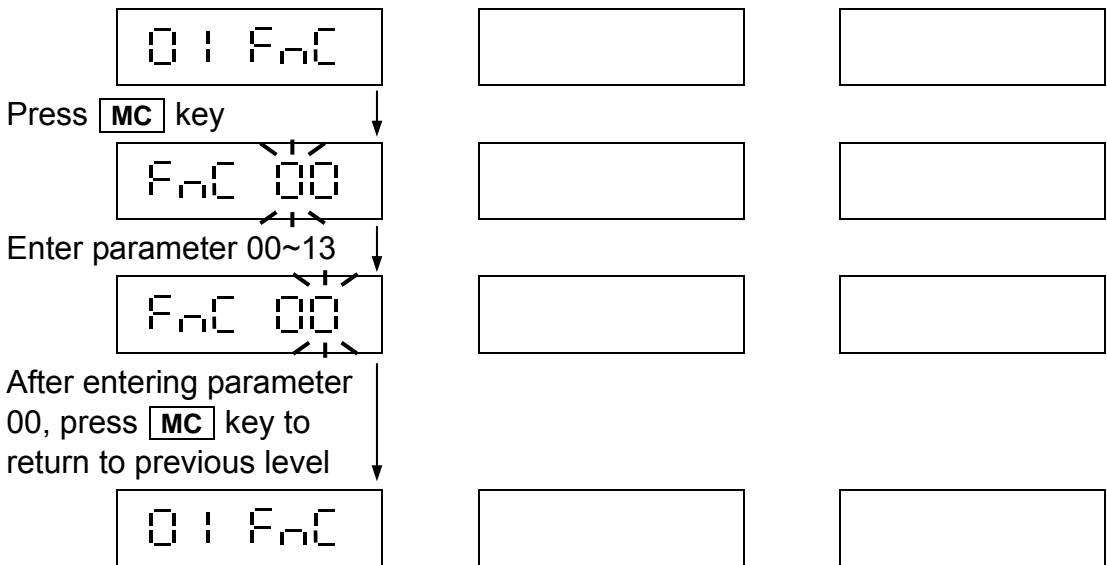 01 FnC
Press MC key
FnC 00
Enter parameter 00~13
FnC 00
After entering parameter
00, press MC key to
return to previous level
01 FnC